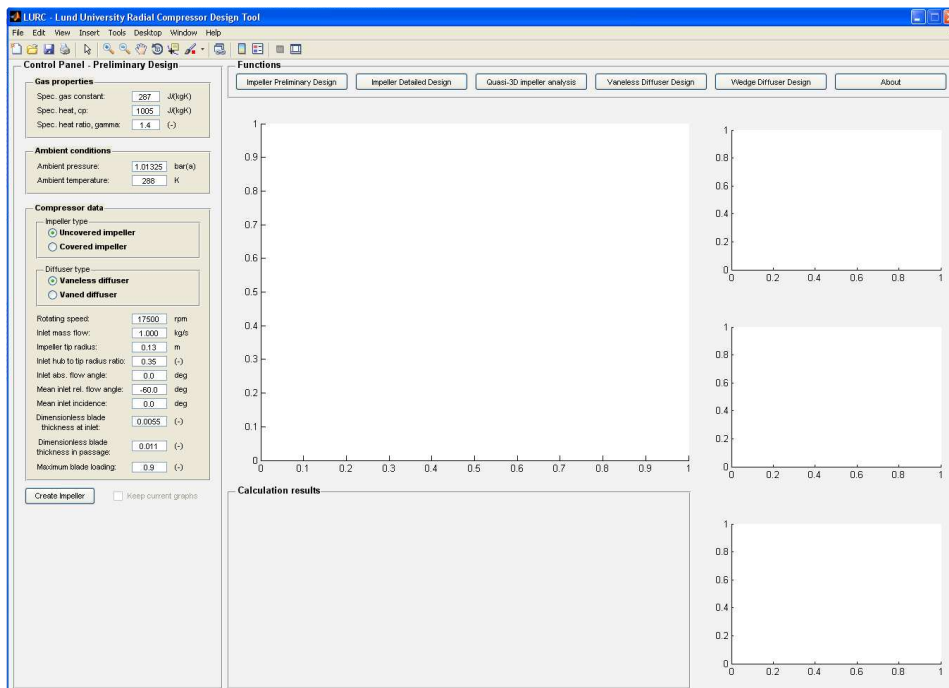 LURC - Lund University Radial Compressor Design Tool
File Edit View Insert Tools Desktop Window Help
Control Panel - Preliminary Design
Gas properties
Spec. gas constant: 287 J/(kgK)
Spec. heat, cp: 1005 J/(kgK)
Spec. heat ratio, gamma: 1.4 (-)
Ambient conditions
Ambient pressure: 1.01325 bar(a)
Ambient temperature: 288 K
Compressor data
Impeller type
Uncovered impeller
Covered impeller
Diffuser type
Vaneless diffuser
Vaned diffuser
Rotating speed: 17500 rpm
Inlet mass flow: 1.000 kg/s
Impeller tip radius: 0.13 m
Inlet hub to tip radius ratio: 0.35 (-)
Inlet abs. flow angle: 0.0 deg
Mean inlet rel. flow angle: -60.0 deg
Mean inlet incidence: 0.0 deg
Dimensionless blade
thickness at inlet: 0.0055 (-)
Dimensionless blade
thickness in passage: 0.011 (-)
Maximum blade loading: 0.9 (-)
Create Impeller Keep current graphs
Functions
Impeller Preliminary Design Impeller Detailed Design Quasi-3D impeller analysis Vaneless Diffuser Design Wedge Diffuser Design About
1
0.9
0.8
0.7
0.6
0.5
0.4
0.3
0.2
0.1
0
0 0.1 0.2 0.3 0.4 0.5 0.6 0.7 0.8 0.9 1
Calculation results
1
0.8
0.6
0.4
0.2
0
0 0.2 0.4 0.6 0.8 1
1
0.8
0.6
0.4
0.2
0
0 0.2 0.4 0.6 0.8 1
1
0.8
0.6
0.4
0.2
0
0 0.2 0.4 0.6 0.8 1